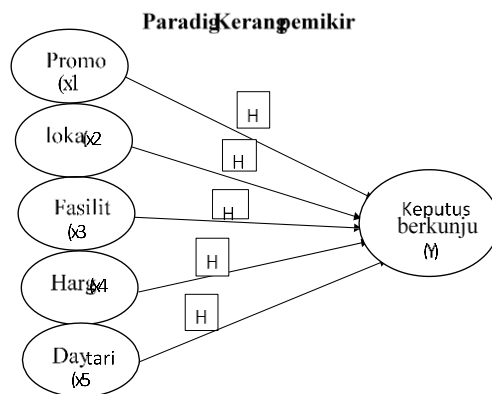 ParadigKerangpemikir
Promo
(x1
H
loka(x2
H
Fasilit
(x3
H
Keputus
berkunju
(Y)
Harg(x4
H
H
Daytari
(x5